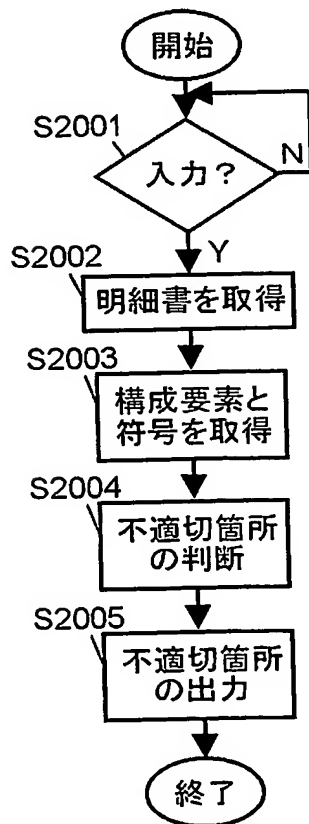 開始
S2001
入力？
N
Y
S2002
明細書を取得
S2003
構成要素と
符号を取得
S2004
不適切箇所
の判断
S2005
不適切箇所
の出力
終了